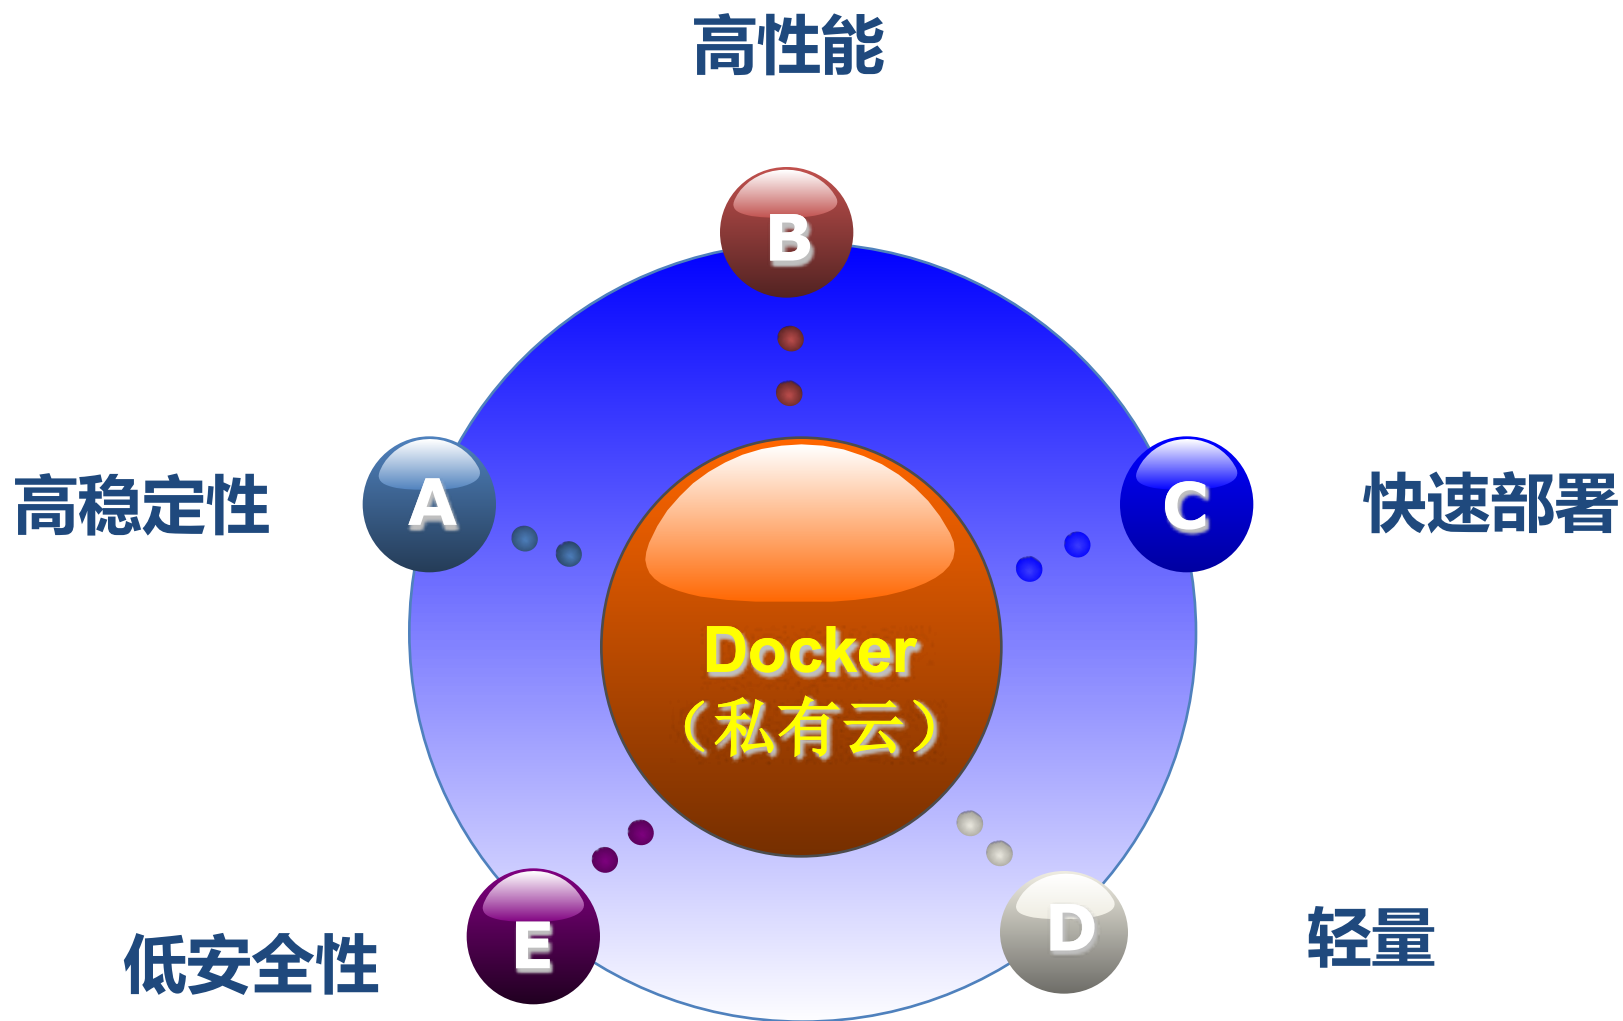 高性能
B
A
高稳定性
C
快速部署
Docker
（私有云）
E
低安全性
D
轻量